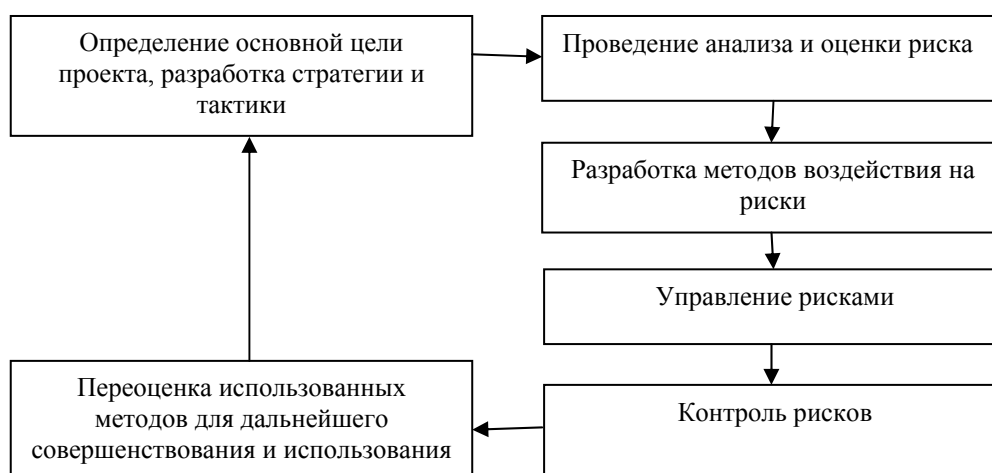 Определение основной цели
проекта, разработка стратегии и
тактики
Проведение анализа и оценки риска
Разработка методов воздействия на
риски
Управление рисками
Контроль рисков
Переоценка использованных
методов для дальнейшего
совершенствования и использования